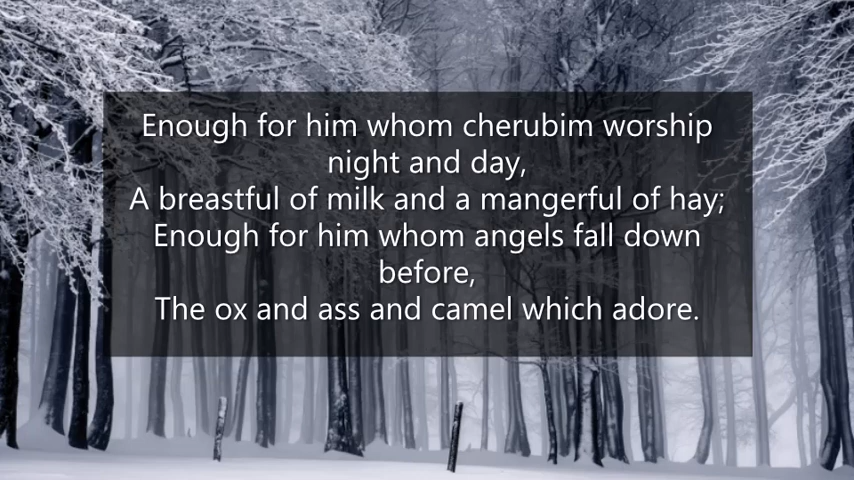 Enough for him whom cherubim worship
night and day,
A breastful of milk and a mangerful of hay;
Enough for him whom angels fall down
before,
The ox and ass and camel which adore.